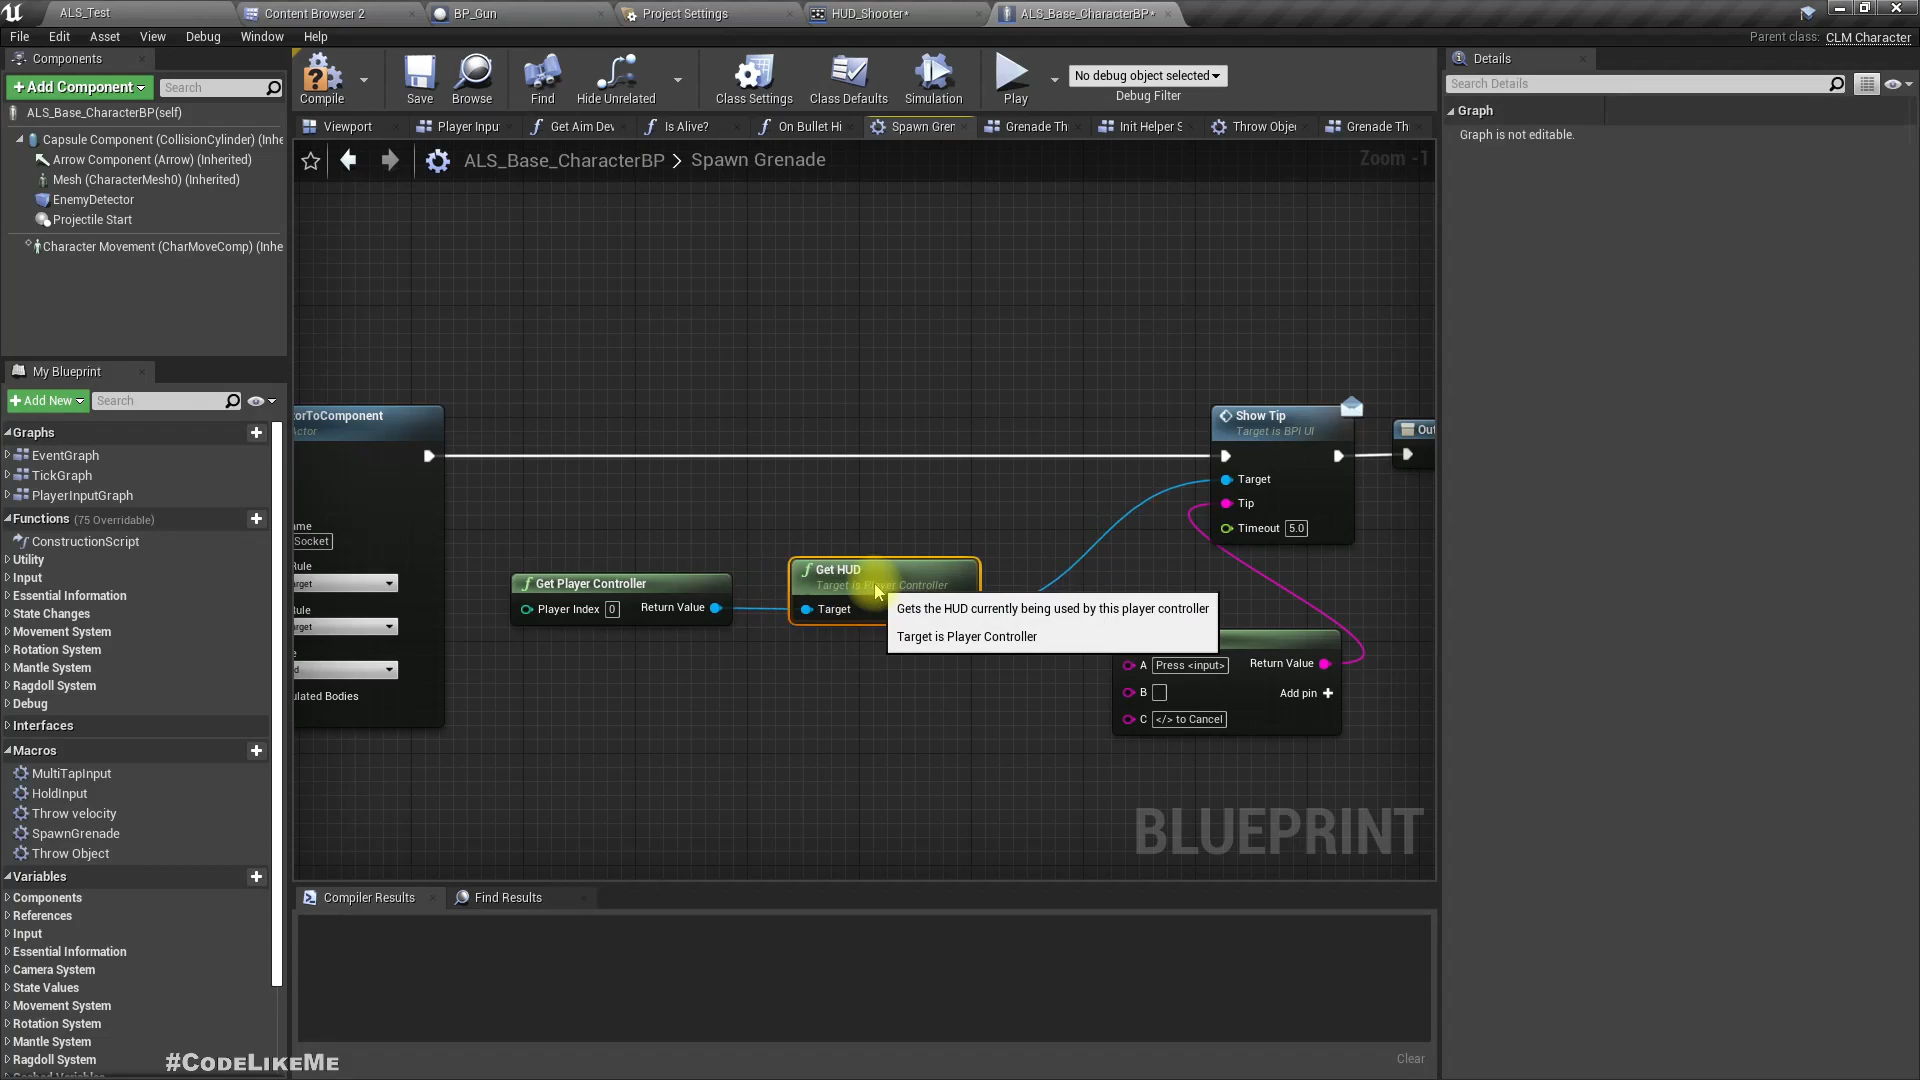 ALS_Test
Content Browser 2
BP_Gun
Project Settings
HUD_Shooter*
ALS_Base_CharacterBP*
File Edit Asset View Debug Window Help
Parent class: CLM Character
Components
+Add Component
Search
ALS_Base_CharacterBP(self)
Capsule Component (CollisionCylinder) (Inhe
Arrow Component (Arrow) (Inherited)
Mesh (CharacterMesh0) (Inherited)
EnemyDetector
Projectile Start
Character Movement (CharMoveComp) (Inhe
Compile
Save
Browse
Find
Hide Unrelated
Class Settings
Class Defaults
Simulation
Play
No debug object selected
Debug Filter
Viewport
Player Inpu
Get Aim Dev
Is Alive?
On Bullet Hi
Spawn Gren
Grenade Th
Init Helper S
Throw Objec
Grenade Th
ALS_Base_CharacterBP > Spawn Grenade
Zoom -1
Details
Search Details
Graph
Graph is not editable.
My Blueprint
+Add New
Search
Graphs
EventGraph
TickGraph
PlayerInputGraph
Functions (75 Overridable)
ConstructionScript
Utility
Input
Essential Information
State Changes
Movement System
Rotation System
Mantle System
Ragdoll System
Debug
Interfaces
Macros
MultiTapInput
HoldInput
Throw velocity
SpawnGrenade
Throw Object
Variables
Components
References
Input
Essential Information
Camera System
State Values
Movement System
Rotation System
Mantle System
Ragdoll System
Cached Variables
orToComponent
Actor
me
Socket
Rule
rget
Rule
rget
e
d
ulated Bodies
Get Player Controller
Player Index 0
Return Value
Get HUD
Target is Player Controller
Target
Gets the HUD currently being used by this player controller
Target is Player Controller
Show Tip
Target is BPI UI
Target
Tip
Timeout 5.0
Out
A Press <input>
Return Value
B
Add pin +
C </> to Cancel
BLUEPRINT
Compiler Results
Find Results
Clear
#CodeLikeMe